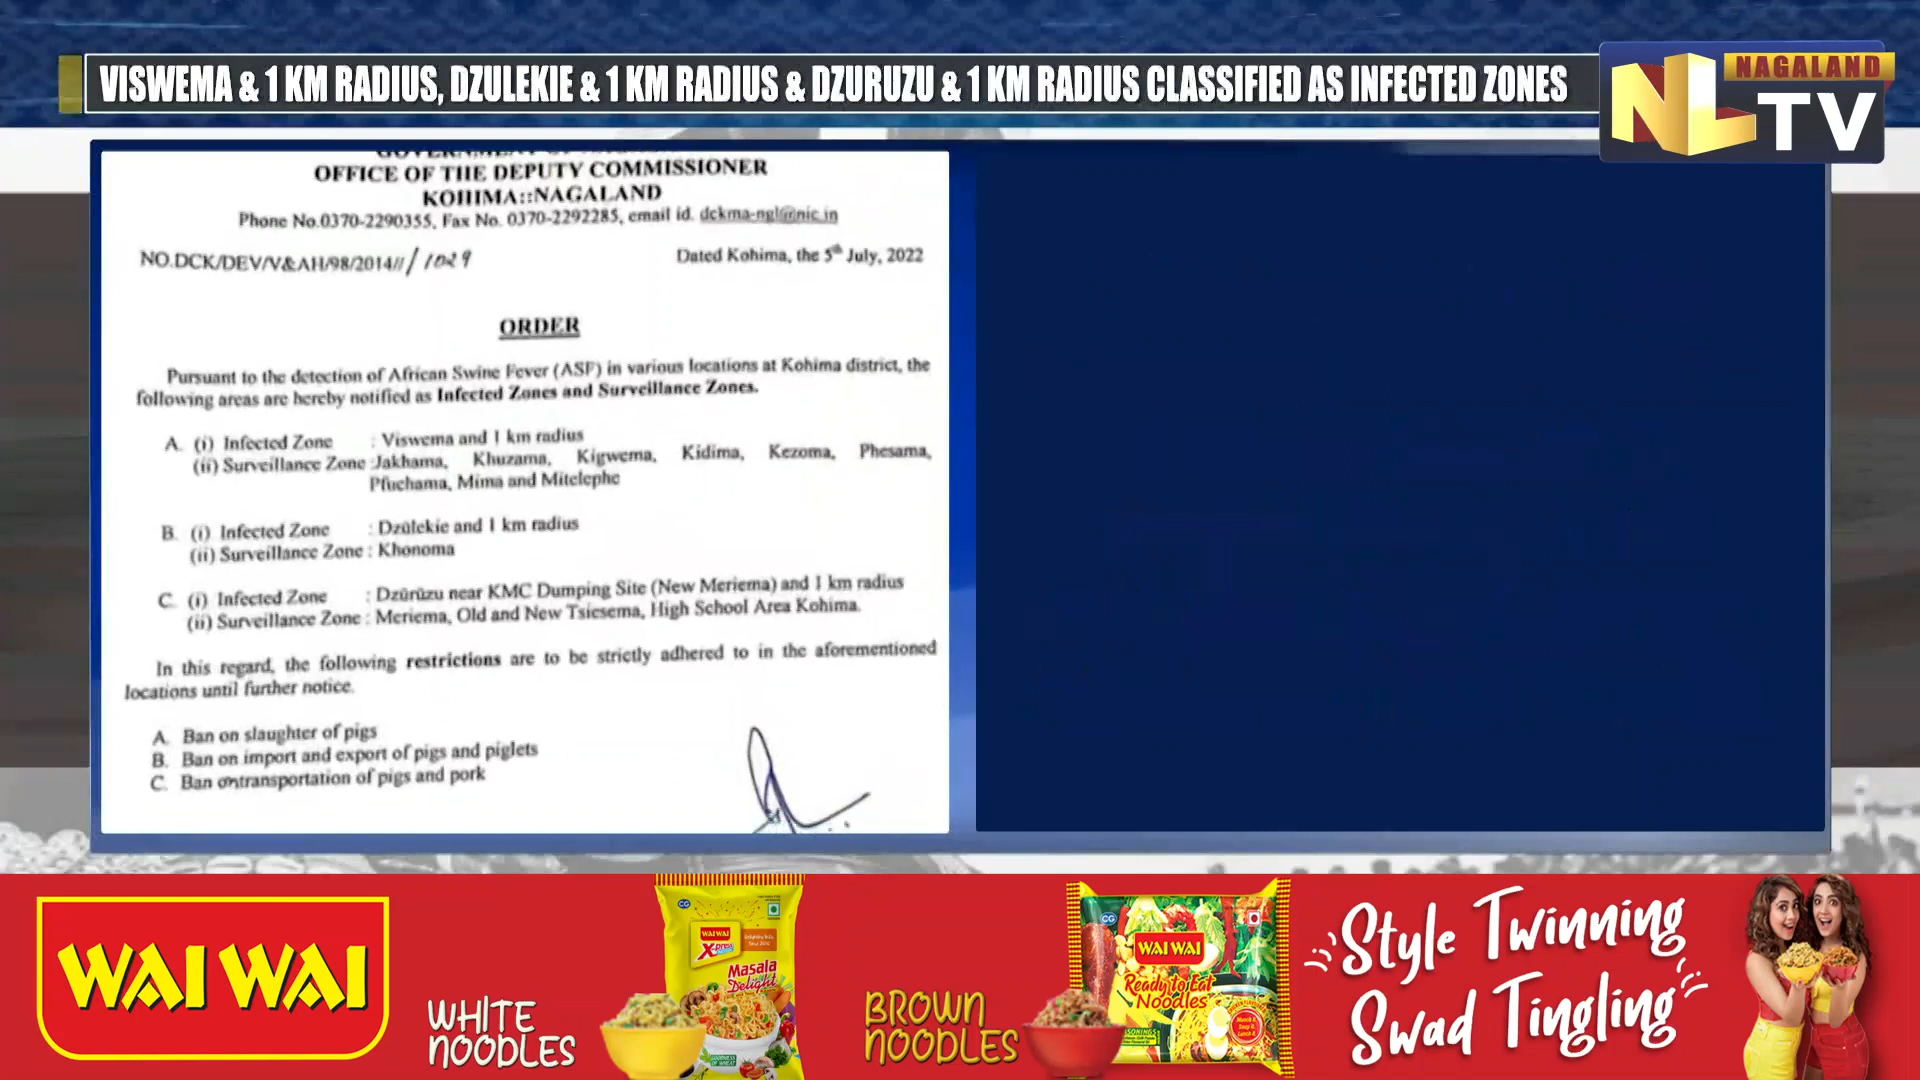 VISWEMA & 1 KM RADIUS, DZULEKIE & 1 KM RADIUS & DZURUZU & 1 KM RADIUS CLASSIFIED AS INFECTED ZONES
NL NAGALAND
TV
OFFICE OF THE DEPUTY COMMISSIONER
KOHIMA::NAGALAND
Phone No.0370-2290355, Fax No. 0370-2292285, email id. dckma-ngl@nic.in
NO.DCK/DEV/V&AH/98/2014// /1029 Dated Kohima, the 5th July, 2022
ORDER
Pursuant to the detection of African Swine Fever (ASF) in various locations at Kohima district, the
following areas are hereby notified as Infected Zones and Surveillance Zones.
A. (i) Infected Zone : Viswema and 1 km radius
(ii) Surveillance Zone :Jakhama, Khuzama, Kigwema, Kidima, Kezoma, Phesama,
Pfuchama, Mima and Mitelephe
B. (i) Infected Zone : Dzülekie and 1 km radius
(ii) Surveillance Zone : Khonoma
C. (i) Infected Zone : Dzürüzu near KMC Dumping Site (New Meriema) and 1 km radius
(ii) Surveillance Zone : Meriema, Old and New Tsiesema, High School Area Kohima.
In this regard, the following restrictions are to be strictly adhered to in the aforementioned
locations until further notice.
A. Ban on slaughter of pigs
B. Ban on import and export of pigs and piglets
C. Ban ontransportation of pigs and pork
WAI WAI
WHITE
NOODLES
CG
WAI WAI
Xpress
Masala
Delight
BROWN
NOODLES
CG
WAI WAI
Ready to Eat
Noodles
Style Twinning
Swad Tingling